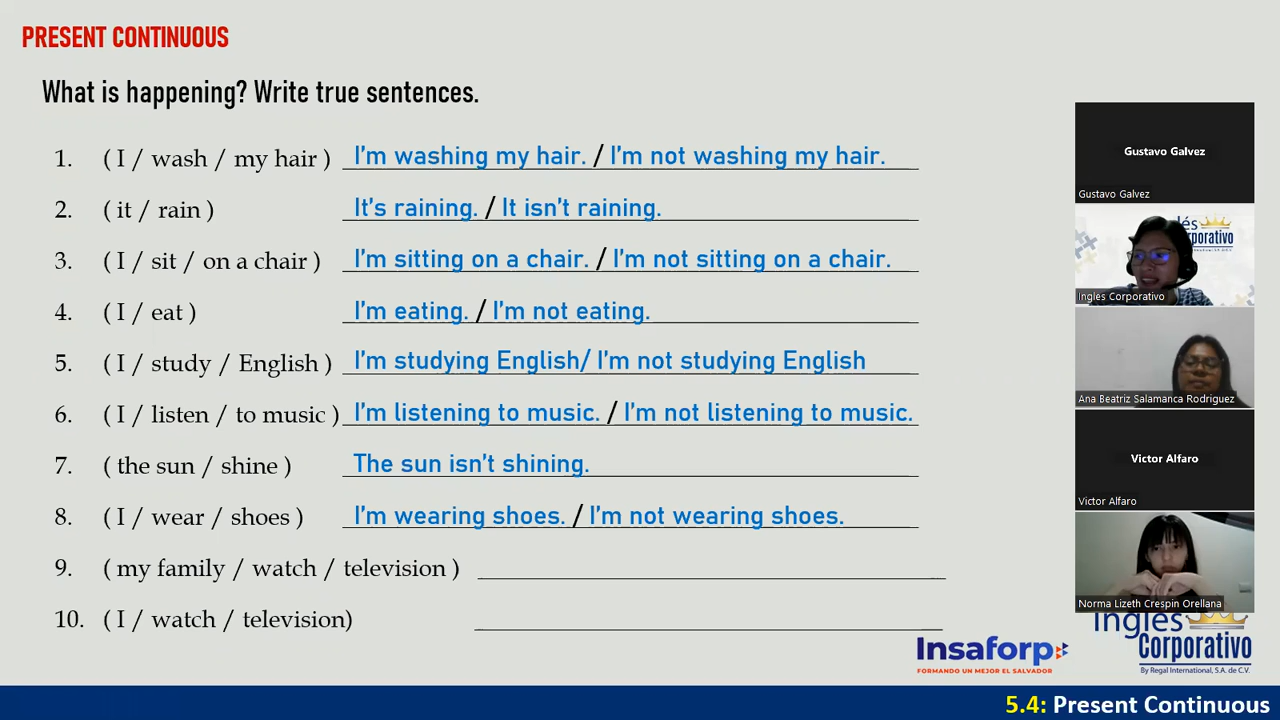 PRESENT CONTINUOUS
What is happening? Write true sentences.
1. ( I / wash / my hair ) I'm washing my hair. / I'm not washing my hair.
2. ( it / rain ) It's raining. / It isn't raining.
3. ( I / sit / on a chair ) I'm sitting on a chair. / I'm not sitting on a chair.
4. ( I / eat ) I'm eating. / I'm not eating.
5. ( I / study / English ) I'm studying English/ I'm not studying English
6. ( I / listen / to music ) I'm listening to music. / I'm not listening to music.
7. ( the sun / shine ) The sun isn't shining.
8. ( I / wear / shoes ) I'm wearing shoes. / I'm not wearing shoes.
9. ( my family / watch / television )
10. ( I / watch / television)
Gustavo Galvez
Gustavo Galvez
Inglés Corporativo
Ana Beatriz Salamanca Rodriguez
Victor Alfaro
Victor Alfaro
Norma Lizeth Crespin Orellana
Insaforp
FORMANDO UN MEJOR EL SALVADOR
Inglés
Corporativo
By Regal International, S.A. de C.V.
5.4: Present Continuous